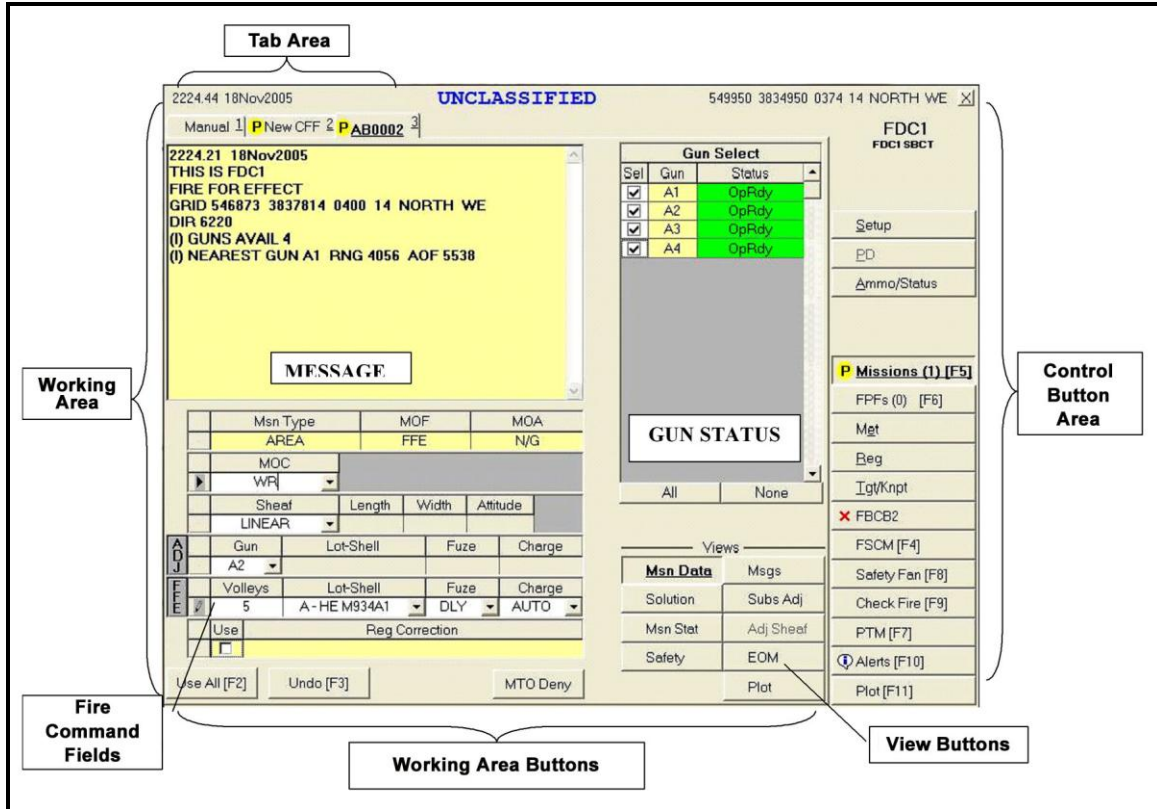 Tab Area
2224.44 18Nov2005 UNCLASSIFIED 549950 3834950 0374 14 NORTH WE X
Manual 1 P New CFF 2 P AB0002 3
FDC1
FDC1 SBCT
2224.21 18Nov2005
THIS IS FDC1
FIRE FOR EFFECT
GRID 546873 3837814 0400 14 NORTH WE
DIR 6220
(I) GUNS AVAIL 4
(I) NEAREST GUN A1 RNG 4056 AOF 5538
MESSAGE
Gun Select
Sel Gun Status
A1 OpRdy
A2 OpRdy
A3 OpRdy
A4 OpRdy
GUN STATUS
All None
Setup
PD
Ammo/Status
P Missions (1) [F5]
FPFs (0) [F6]
Met
Reg
Tgt/Knpt
FBCB2
FSCM [F4]
Safety Fan [F8]
Check Fire [F9]
PTM [F7]
Alerts [F10]
Plot [F11]
Working
Area
Control
Button
Area
Msn Type MOF MOA
AREA FFE N/G
MOC
WR
Sheaf Length Width Attitude
LINEAR
ADJ
Gun Lot-Shell Fuze Charge
A2
FFE
Volleys Lot-Shell Fuze Charge
5 A - HE M934A1 DLY AUTO
Use Reg Correction
Use All [F2] Undo [F3] MTO Deny
Views
Msn Data Msgs
Solution Subs Adj
Msn Stat Adj Sheaf
Safety EOM
Plot
Fire
Command
Fields
Working Area Buttons
View Buttons